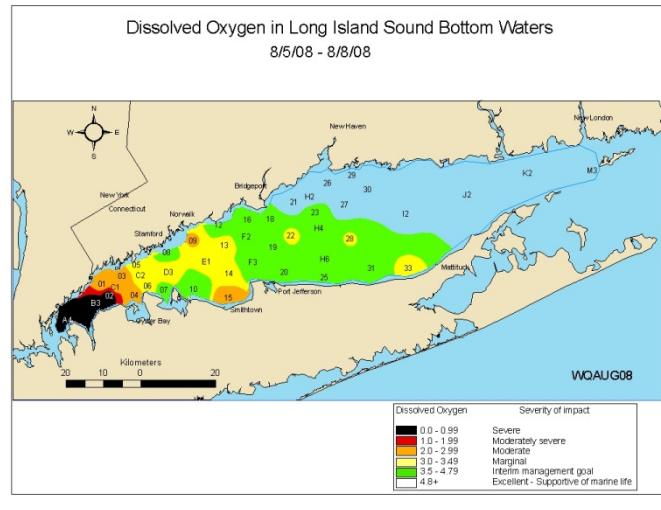 Dissolved Oxygen in Long Island Sound Bottom Waters
8/5/08 - 8/8/08
New London
New Haven
N
W E
S
29
26
K2
M3
30
Bridgeport
21 H2
J2
27
New York
16 18 23
I2
Connecticut
Norwalk
12
H4
Stamford
09
F2
22
28
13
19
08
05
E1
03
C2
D3
F3
H6
31
33
Mattituck
14
20
25
01
C1
06
07
10
Port Jefferson
02
04
15
B3
Smithtown
A4
Oyster Bay
Kilometers
20 10 0 20
WQAUG08
Dissolved Oxygen Severity of impact
0.0 - 0.99 Severe
1.0 - 1.99 Moderately severe
2.0 - 2.99 Moderate
3.0 - 3.49 Marginal
3.5 - 4.79 Interim management goal
4.8+ Excellent - Supportive of marine life